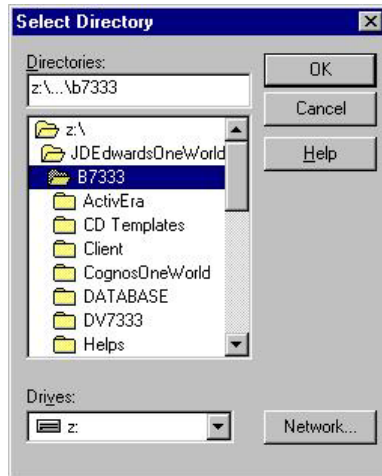 Select Directory
Directories:
z:\...\b7333
OK
Cancel
Help
z:\
JDEdwardsOneWorld
B7333
ActivEra
CD Templates
Client
CognosOneWorld
DATABASE
DV7333
Helps
Drives:
z:
Network...